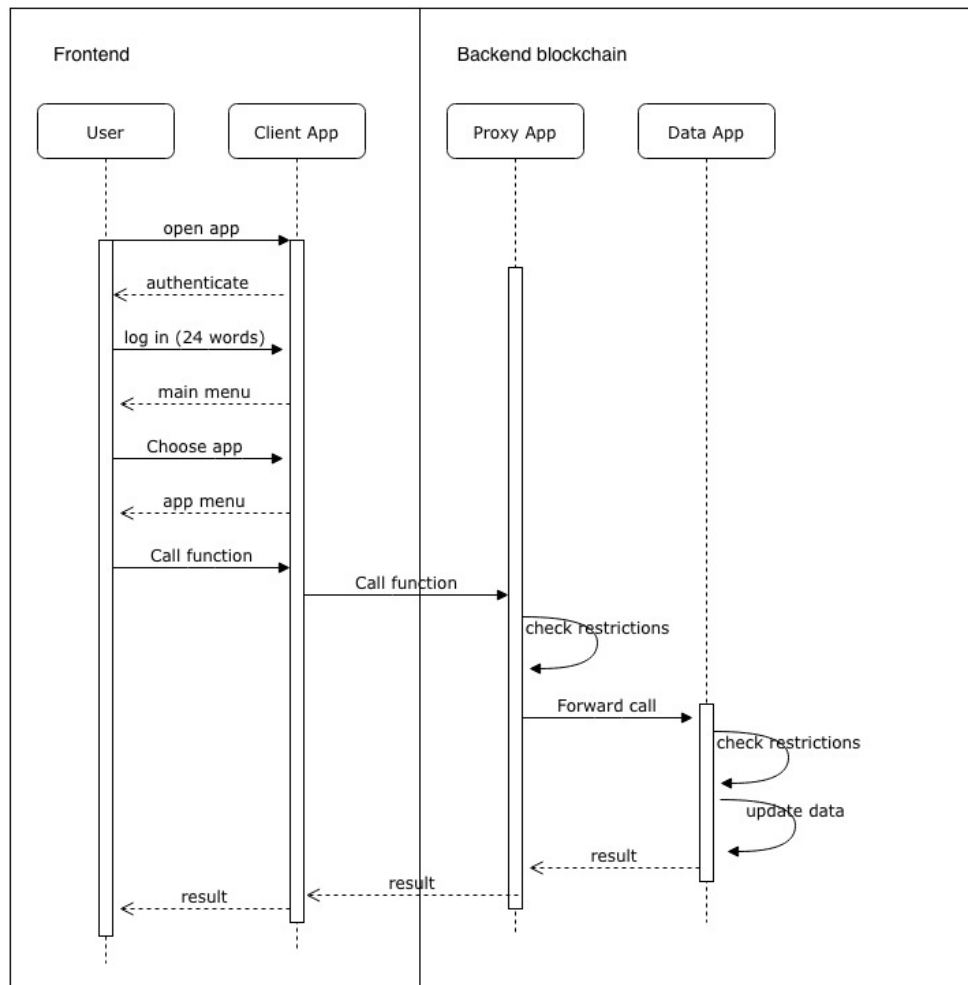 Frontend
Backend blockchain
User
Client App
Proxy App
Data App
open app
authenticate
log in (24 words)
main menu
Choose app
app menu
Call function
Call function
check restrictions
Forward call
check restrictions
update data
result
result
result